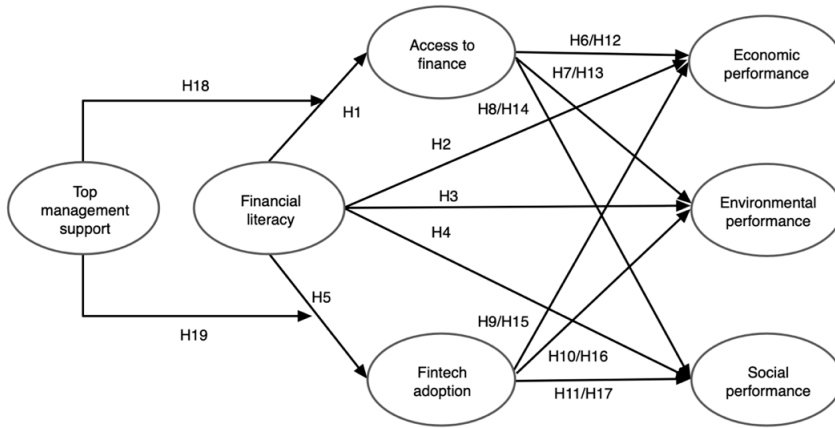 Access to
finance
H6/H12
Economic
performance
H7/H13
H18
H8/H14
H1
H2
Top
management
support
Financial
literacy
H3
Environmental
performance
H4
H5
H19
H9/H15
H10/H16
Fintech
adoption
H11/H17
Social
performance